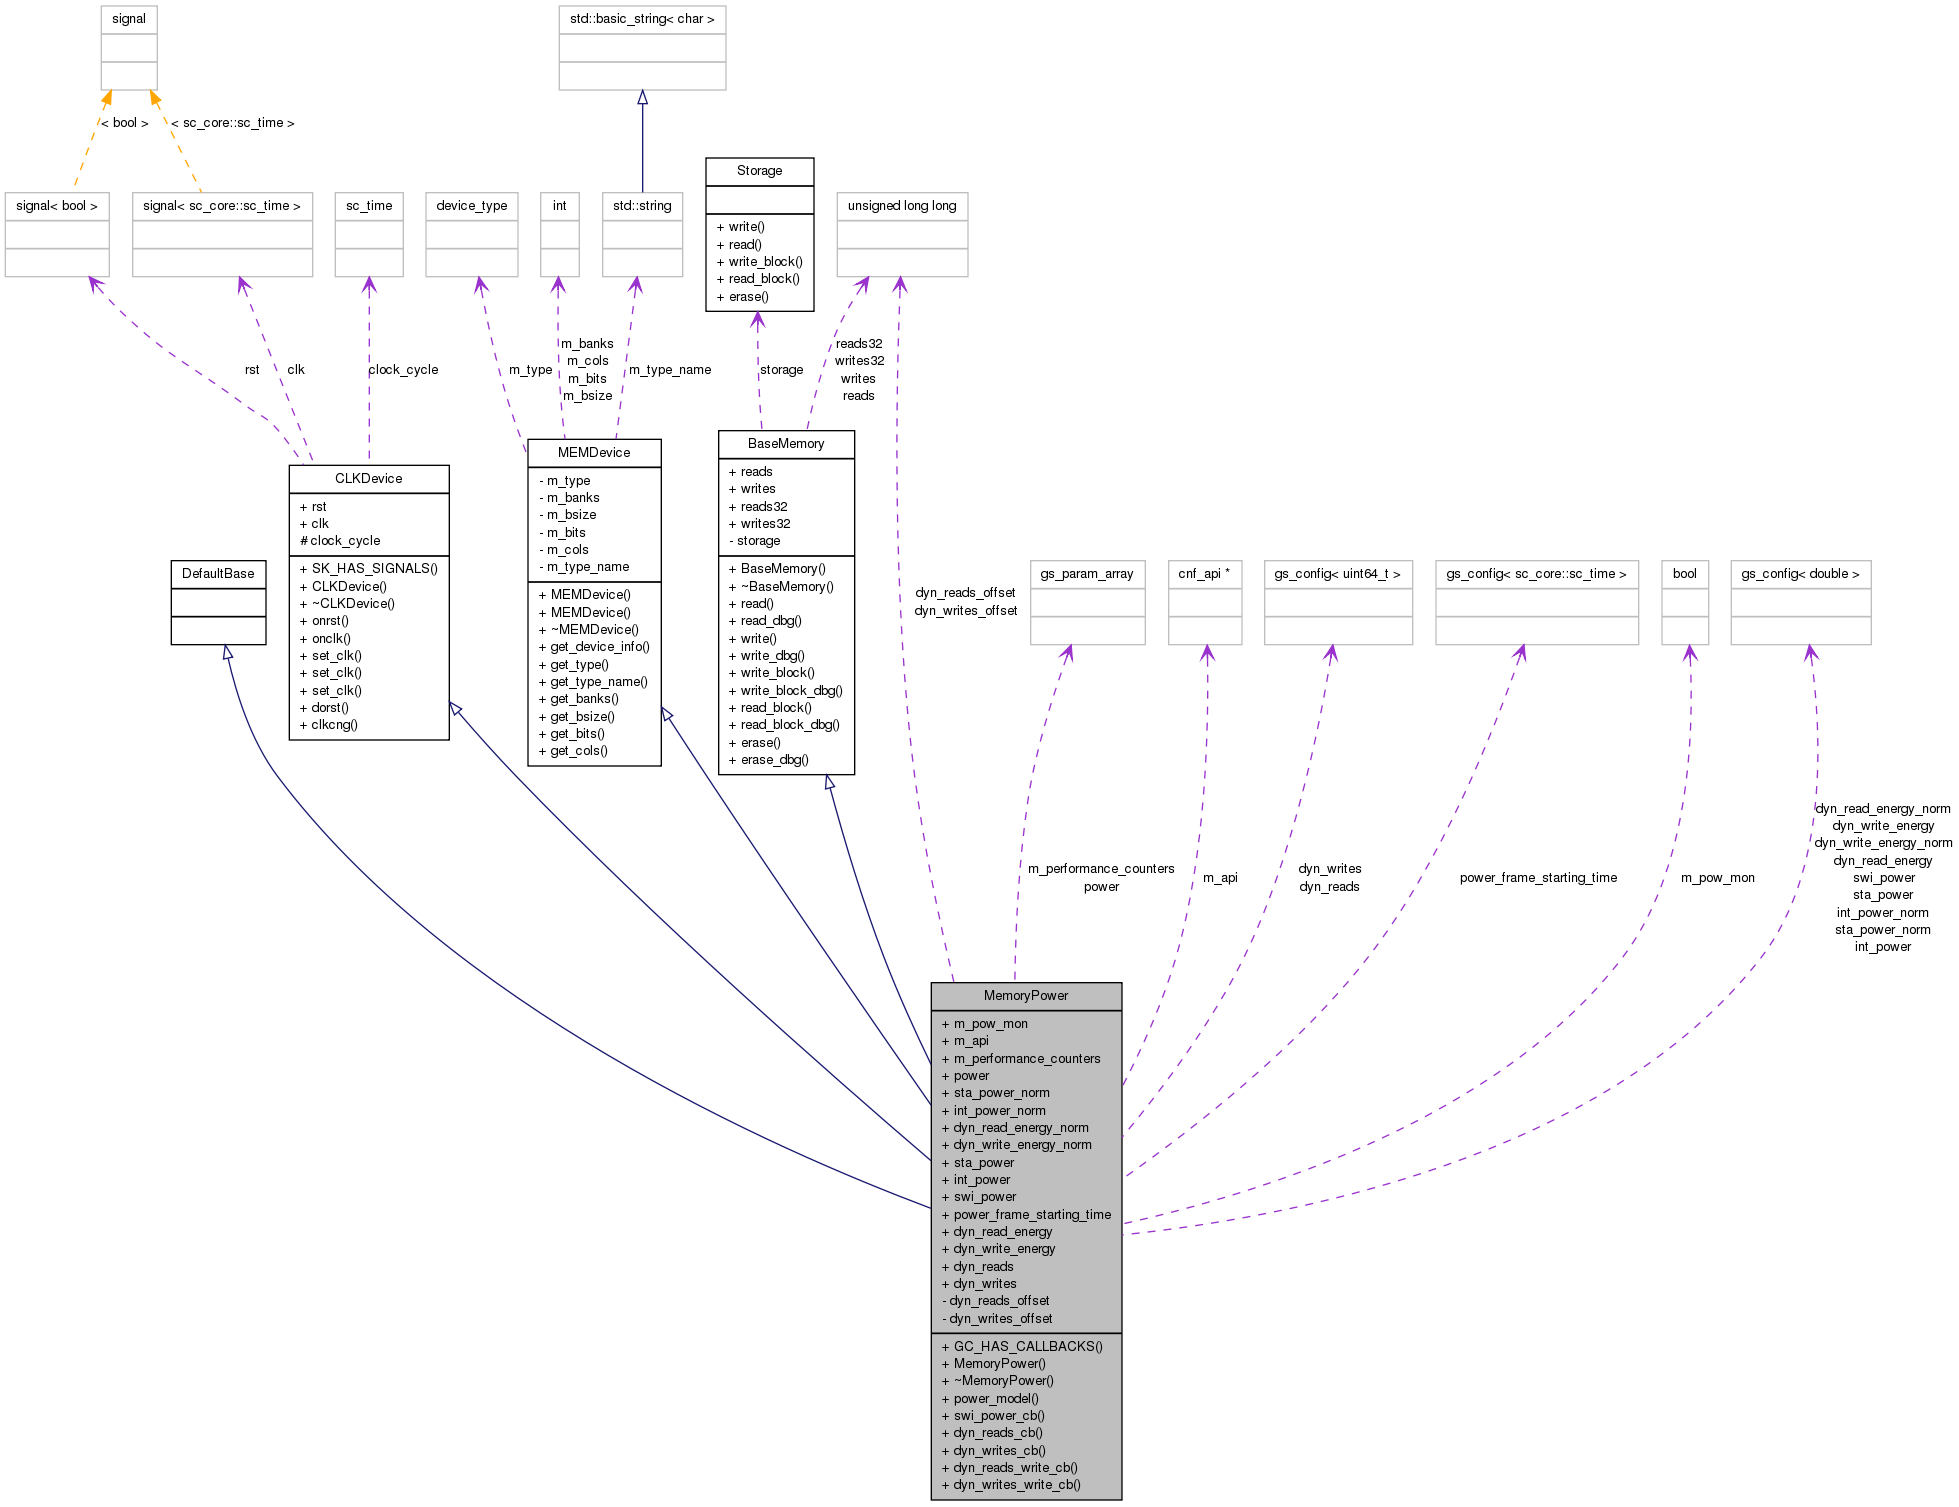 signal
std::basic_string< char >
< bool >
< sc_core::sc_time >
Storage
+ write()
+ read()
+ write_block()
+ read_block()
+ erase()
signal< bool >
signal< sc_core::sc_time >
sc_time
device_type
int
std::string
unsigned long long
rst
clk
clock_cycle
m_type
m_banks
m_cols
m_bits
m_bsize
m_type_name
storage
reads32
writes32
writes
reads
CLKDevice
+ rst
+ clk
# clock_cycle
+ SK_HAS_SIGNALS()
+ CLKDevice()
+ ~CLKDevice()
+ onrst()
+ onclk()
+ set_clk()
+ set_clk()
+ set_clk()
+ dorst()
+ clkcng()
MEMDevice
- m_type
- m_banks
- m_bsize
- m_bits
- m_cols
- m_type_name
+ MEMDevice()
+ MEMDevice()
+ ~MEMDevice()
+ get_device_info()
+ get_type()
+ get_type_name()
+ get_banks()
+ get_bsize()
+ get_bits()
+ get_cols()
BaseMemory
+ reads
+ writes
+ reads32
+ writes32
- storage
+ BaseMemory()
+ ~BaseMemory()
+ read()
+ read_dbg()
+ write()
+ write_dbg()
+ write_block()
+ write_block_dbg()
+ read_block()
+ read_block_dbg()
+ erase()
+ erase_dbg()
DefaultBase
dyn_reads_offset
dyn_writes_offset
gs_param_array
cnf_api *
gs_config< uint64_t >
gs_config< sc_core::sc_time >
bool
gs_config< double >
m_performance_counters
power
m_api
dyn_writes
dyn_reads
power_frame_starting_time
m_pow_mon
dyn_read_energy_norm
dyn_write_energy
dyn_write_energy_norm
dyn_read_energy
swi_power
sta_power
int_power_norm
sta_power_norm
int_power
MemoryPower
+ m_pow_mon
+ m_api
+ m_performance_counters
+ power
+ sta_power_norm
+ int_power_norm
+ dyn_read_energy_norm
+ dyn_write_energy_norm
+ sta_power
+ int_power
+ swi_power
+ power_frame_starting_time
+ dyn_read_energy
+ dyn_write_energy
+ dyn_reads
+ dyn_writes
- dyn_reads_offset
- dyn_writes_offset
+ GC_HAS_CALLBACKS()
+ MemoryPower()
+ ~MemoryPower()
+ power_model()
+ swi_power_cb()
+ dyn_reads_cb()
+ dyn_writes_cb()
+ dyn_reads_write_cb()
+ dyn_writes_write_cb()